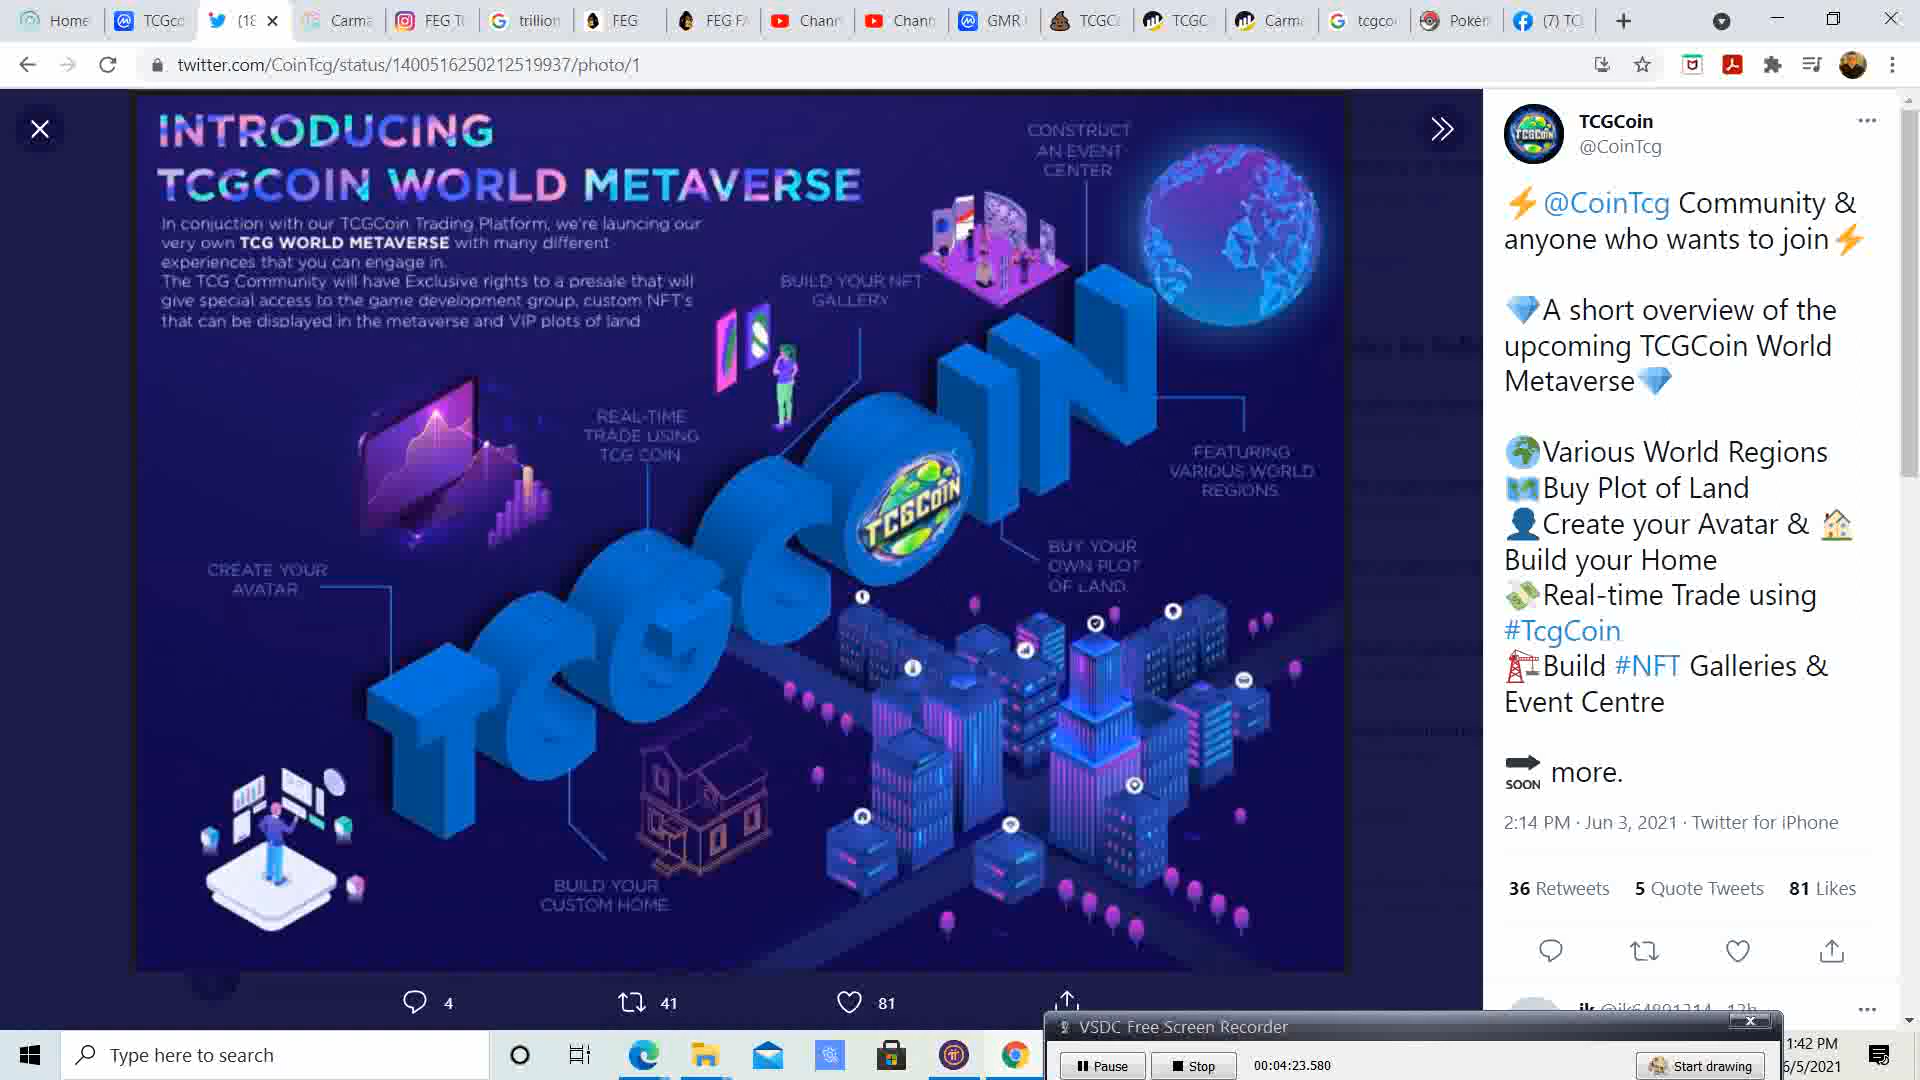 Home
TCGco
(18
Carma
FEG T
trillion
FEG
FEG F
Chann
Chann
GMR
TCGC
TCGC
Carm
tcgco
Pokém
(7) TC
twitter.com/CoinTcg/status/1400516250212519937/photo/1
INTRODUCING
TCGCOIN WORLD METAVERSE
In conjuction with our TCGCoin Trading Platform, we're launcing our
very own TCG WORLD METAVERSE with many different
experiences that you can engage in.
The TCG Community will have Exclusive rights to a presale that will
give special access to the game development group, custom NFT's
that can be displayed in the metaverse and VIP plots of land
CONSTRUCT
AN EVENT
CENTER
BUILD YOUR NFT
GALLERY
REAL-TIME
TRADE USING
TCG COIN
FEATURING
VARIOUS WORLD
REGIONS
CREATE YOUR
AVATAR
BUY YOUR
OWN PLOT
OF LAND
TCGCOIN
TCGCOIN
BUILD YOUR
CUSTOM HOME
4
41
81
TCGCOIN
TCGCoin
@CoinTcg
⚡@CoinTcg Community &
anyone who wants to join⚡
💎A short overview of the
upcoming TCGCoin World
Metaverse💎
🌍Various World Regions
🗺️Buy Plot of Land
👤Create your Avatar & 🏠
Build your Home
💸Real-time Trade using
#TcgCoin
🏗️Build #NFT Galleries &
Event Centre
🔜 more.
2:14 PM · Jun 3, 2021 · Twitter for iPhone
36 Retweets 5 Quote Tweets 81 Likes
VSDC Free Screen Recorder
Pause
Stop
00:04:23.580
Start drawing
Type here to search
1:42 PM
6/5/2021